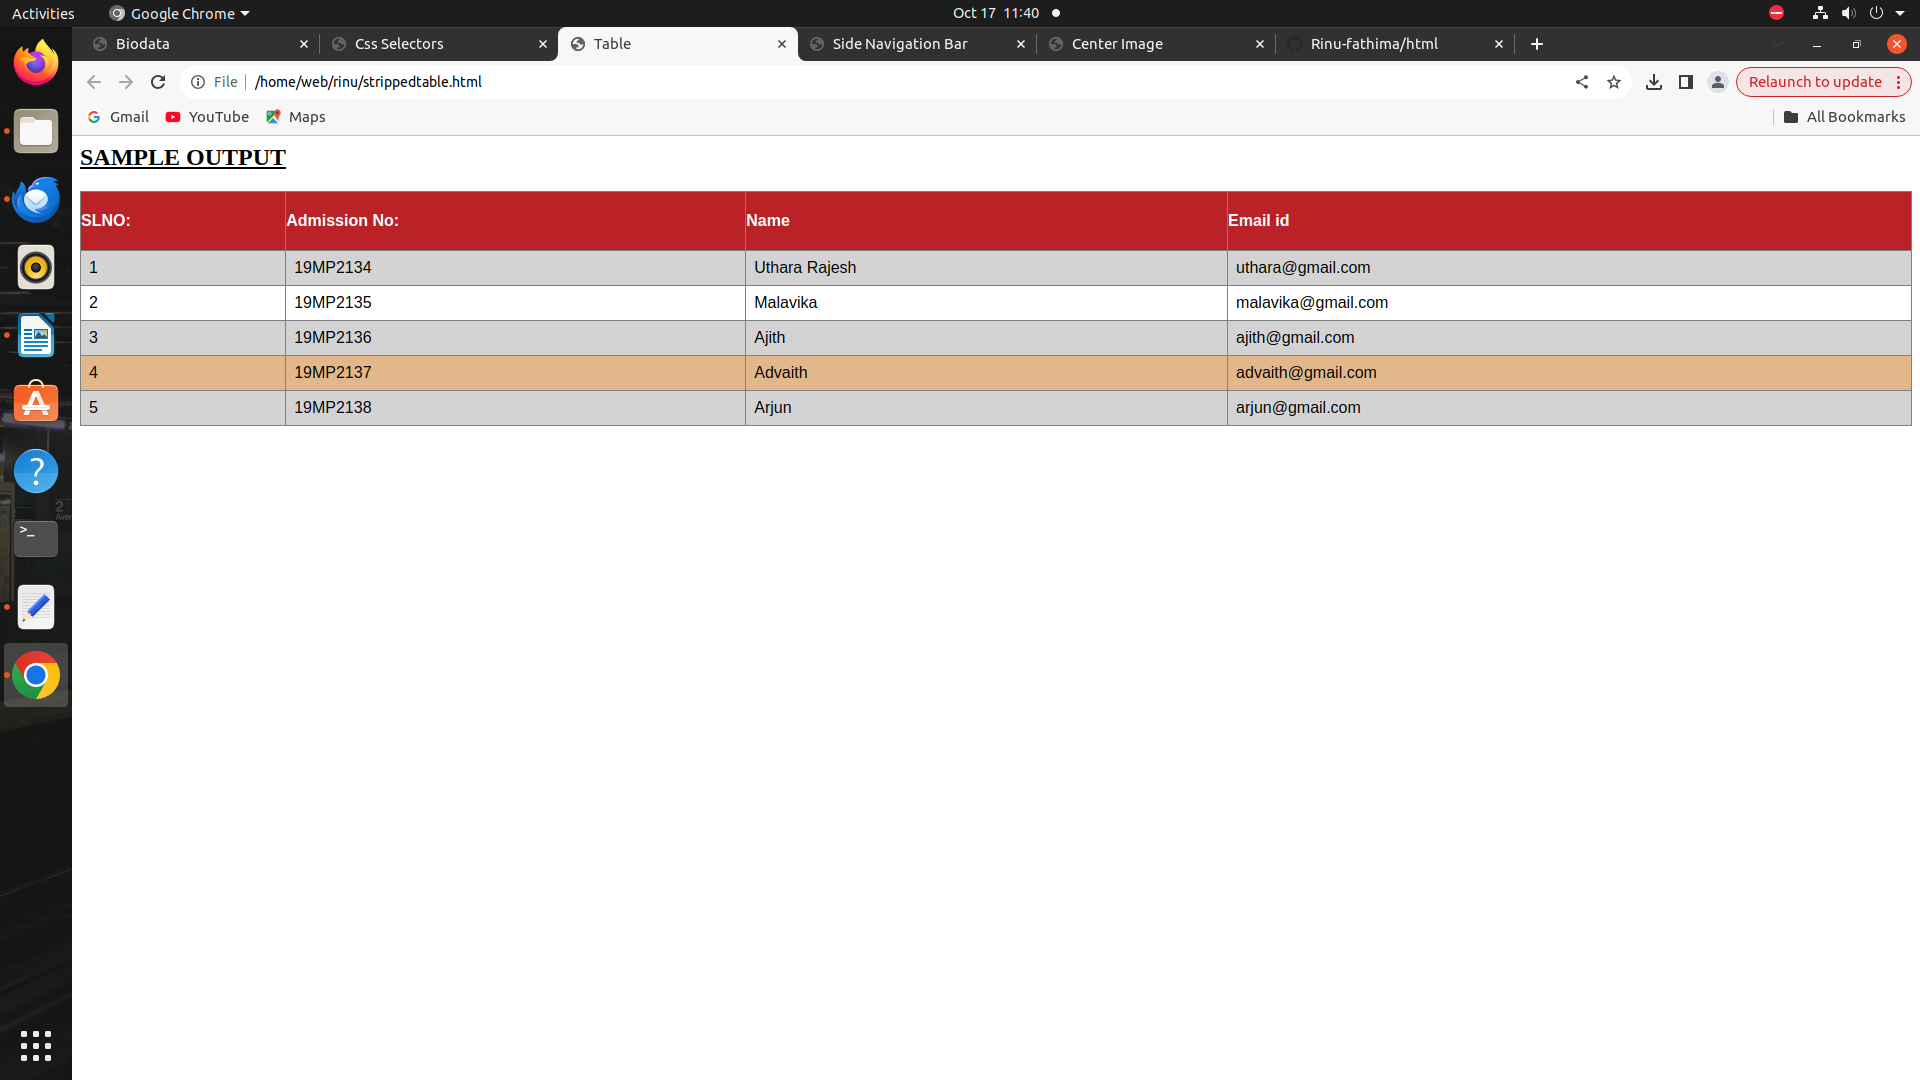 Activities Google Chrome Oct 17 11:40
Biodata Css Selectors Table Side Navigation Bar Center Image Rinu-fathima/html
File /home/web/rinu/strippedtable.html Relaunch to update
Gmail YouTube Maps All Bookmarks
SAMPLE OUTPUT
SLNO: Admission No: Name Email id
1 19MP2134 Uthara Rajesh uthara@gmail.com
2 19MP2135 Malavika malavika@gmail.com
3 19MP2136 Ajith ajith@gmail.com
4 19MP2137 Advaith advaith@gmail.com
5 19MP2138 Arjun arjun@gmail.com
?
2
Aven
>_